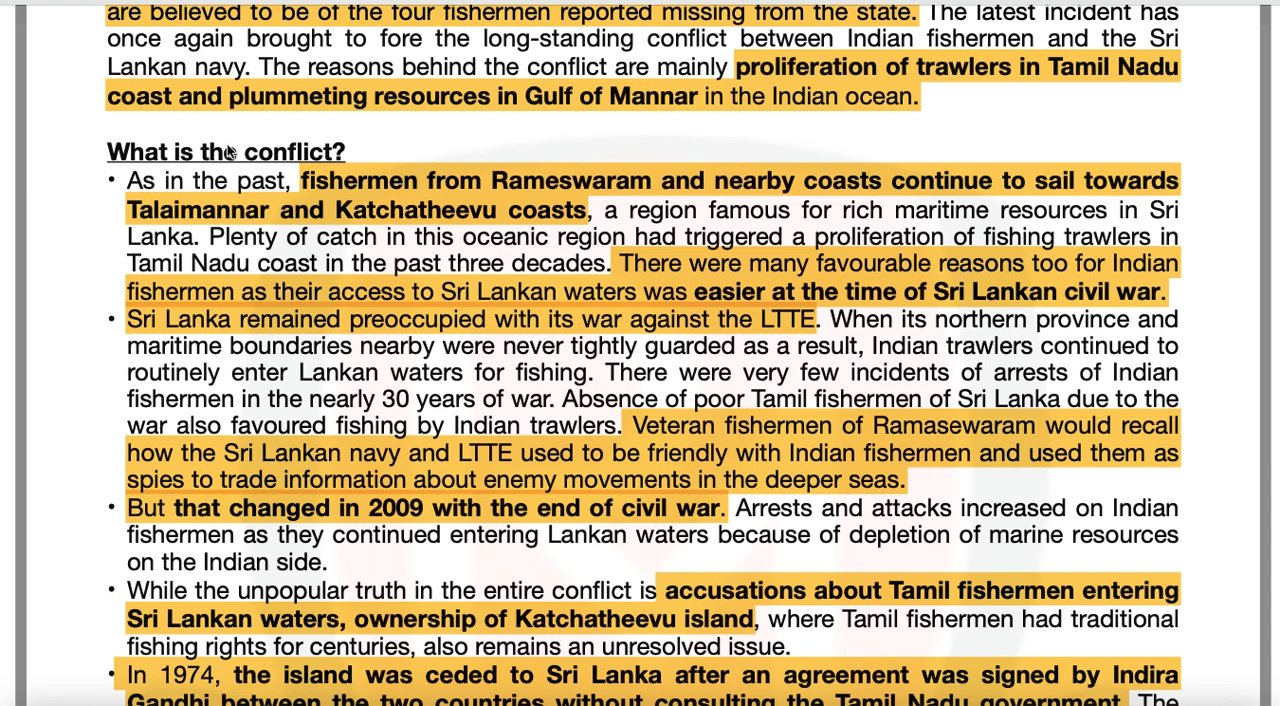 are believed to be of the four fishermen reported missing from the state. The latest incident has
once again brought to fore the long-standing conflict between Indian fishermen and the Sri
Lankan navy. The reasons behind the conflict are mainly proliferation of trawlers in Tamil Nadu
coast and plummeting resources in Gulf of Mannar in the Indian ocean.
What is the conflict?
• As in the past, fishermen from Rameswaram and nearby coasts continue to sail towards
Talaimannar and Katchatheevu coasts, a region famous for rich maritime resources in Sri
Lanka. Plenty of catch in this oceanic region had triggered a proliferation of fishing trawlers in
Tamil Nadu coast in the past three decades. There were many favourable reasons too for Indian
fishermen as their access to Sri Lankan waters was easier at the time of Sri Lankan civil war.
• Sri Lanka remained preoccupied with its war against the LTTE. When its northern province and
maritime boundaries nearby were never tightly guarded as a result, Indian trawlers continued to
routinely enter Lankan waters for fishing. There were very few incidents of arrests of Indian
fishermen in the nearly 30 years of war. Absence of poor Tamil fishermen of Sri Lanka due to the
war also favoured fishing by Indian trawlers. Veteran fishermen of Ramasewaram would recall
how the Sri Lankan navy and LTTE used to be friendly with Indian fishermen and used them as
spies to trade information about enemy movements in the deeper seas.
• But that changed in 2009 with the end of civil war. Arrests and attacks increased on Indian
fishermen as they continued entering Lankan waters because of depletion of marine resources
on the Indian side.
• While the unpopular truth in the entire conflict is accusations about Tamil fishermen entering
Sri Lankan waters, ownership of Katchatheevu island, where Tamil fishermen had traditional
fishing rights for centuries, also remains an unresolved issue.
• In 1974, the island was ceded to Sri Lanka after an agreement was signed by Indira
Gandhi between the two countries without consulting the Tamil Nadu government. The